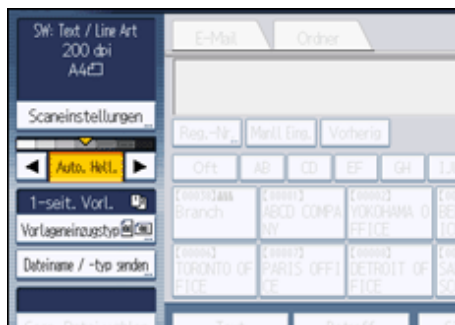 SW: Text / Line Art
200 dpi
A4
Scaneinstellungen
Auto. Hell.
1-seit. Vorl.
Vorlageneinzugstyp
Dateiname / -typ senden
E-Mail
Ordner
Reg.-Nr. Manll Eing. Vorherig
Oft AB CD EF GH
Branch
[00001]
ABCD COMPA
NY
[00002]
YOKOHAMA O
FFICE
[00006]
TORONTO OF
FICE
[00007]
PARIS OFFI
CE
[00008]
DETROIT OF
FICE